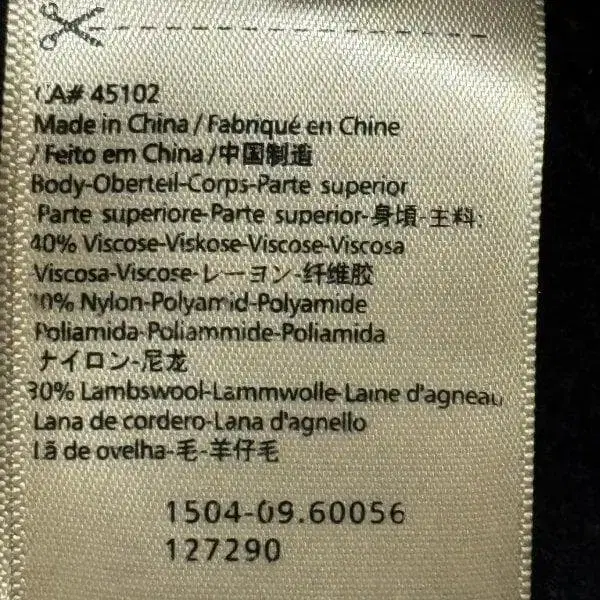 CA# 45102
Made in China / Fabriqué en Chine
/ Feito em China / 中国制造
Body-Oberteil-Corps-Parte superior
Parte superiore-Parte superior-身頃-主料:
40% Viscose-Viskose-Viscose-Viscosa
Viscosa-Viscose-レーヨン-纤维胶
% Nylon-Polyamid-Polyamide
Poliamida-Poliammide-Poliamida
ナイロン-尼龙
30% Lambswool-Lammwolle-Laine d'agneau
Lana de cordero-Lana d'agnello
Lã de ovelha-毛-羊仔毛
1504-09.60056
127290